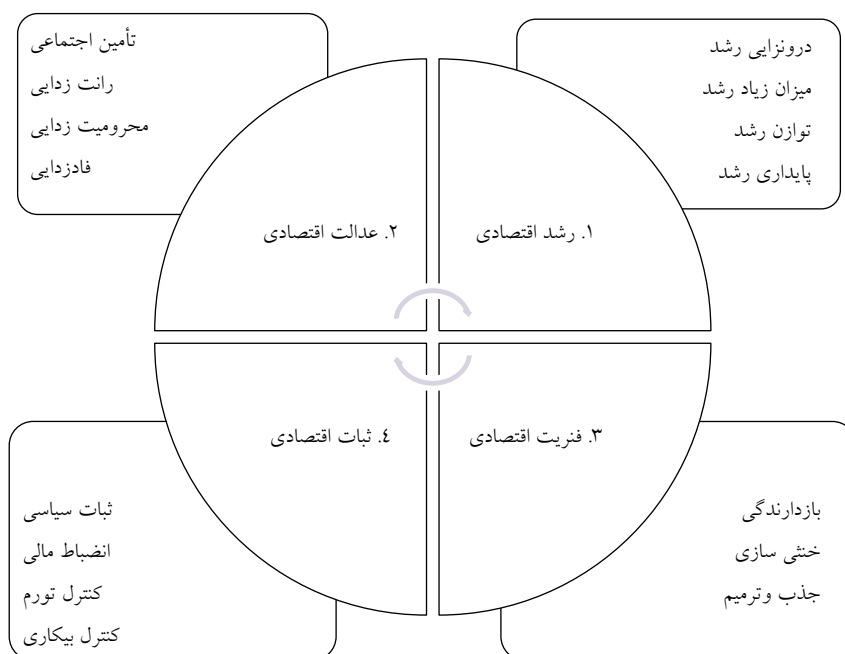 درونزایی رشد
میزان زیاد رشد
توازن رشد
پایداری رشد
۱. رشد اقتصادی
تأمین اجتماعی
رانت زدایی
محرومیت زدایی
فادزدایی
۲. عدالت اقتصادی
۳. فنریت اقتصادی
بازدارندگی
خنثی سازی
جذب وترمیم
٤. ثبات اقتصادی
ثبات سیاسی
انضباط مالی
کنترل تورم
کنترل بیکاری